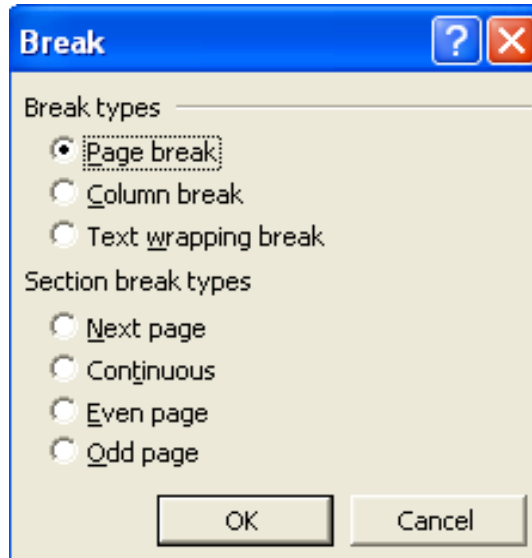 Break
Break types
Page break
Column break
Text wrapping break
Section break types
Next page
Continuous
Even page
Odd page
OK Cancel